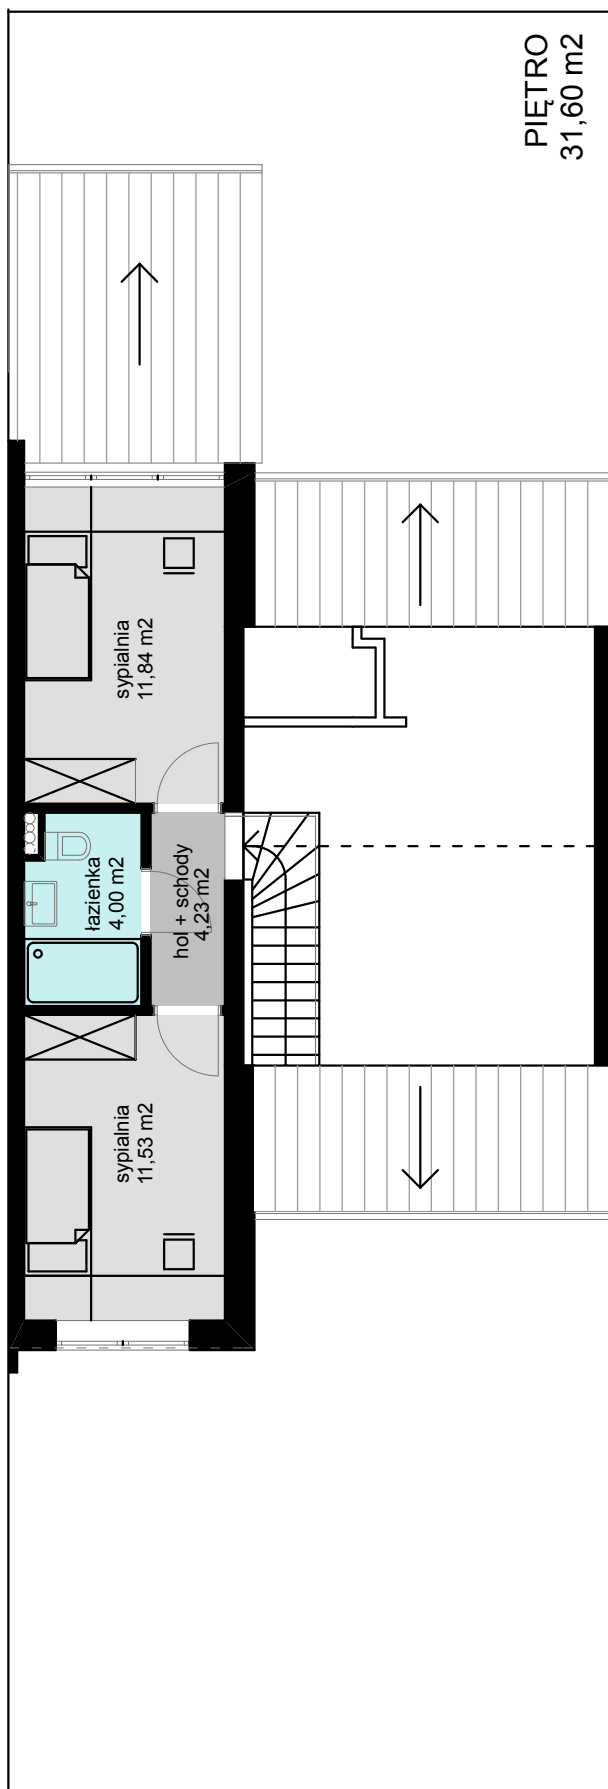 PIĘTRO
31,60 m2
sypialnia
11,84 m2
łazienka
4,00 m2
hol + schody
4,23 m2
sypialnia
11,53 m2